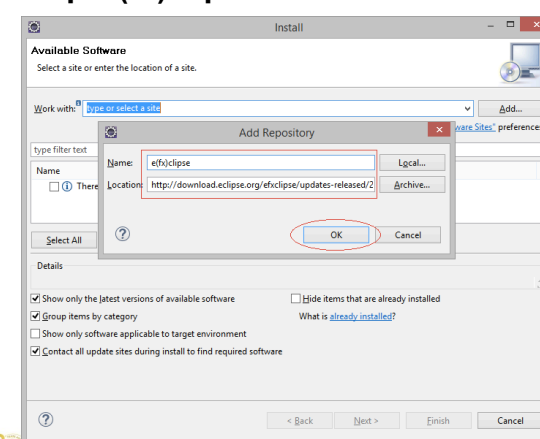 Install
Available Software
Select a site or enter the location of a site.
Work with: type or select a site
Add...
ware Sites" preference
Add Repository
type filter text
Name: e(fx)clipse
Local...
Name
There
Location: http://download.eclipse.org/efxclipse/updates-released/2
Archive...
Select All
OK
Cancel
Details
Show only the latest versions of available software
Hide items that are already installed
Group items by category
What is already installed?
Show only software applicable to target environment
Contact all update sites during install to find required software
< Back
Next >
Finish
Cancel